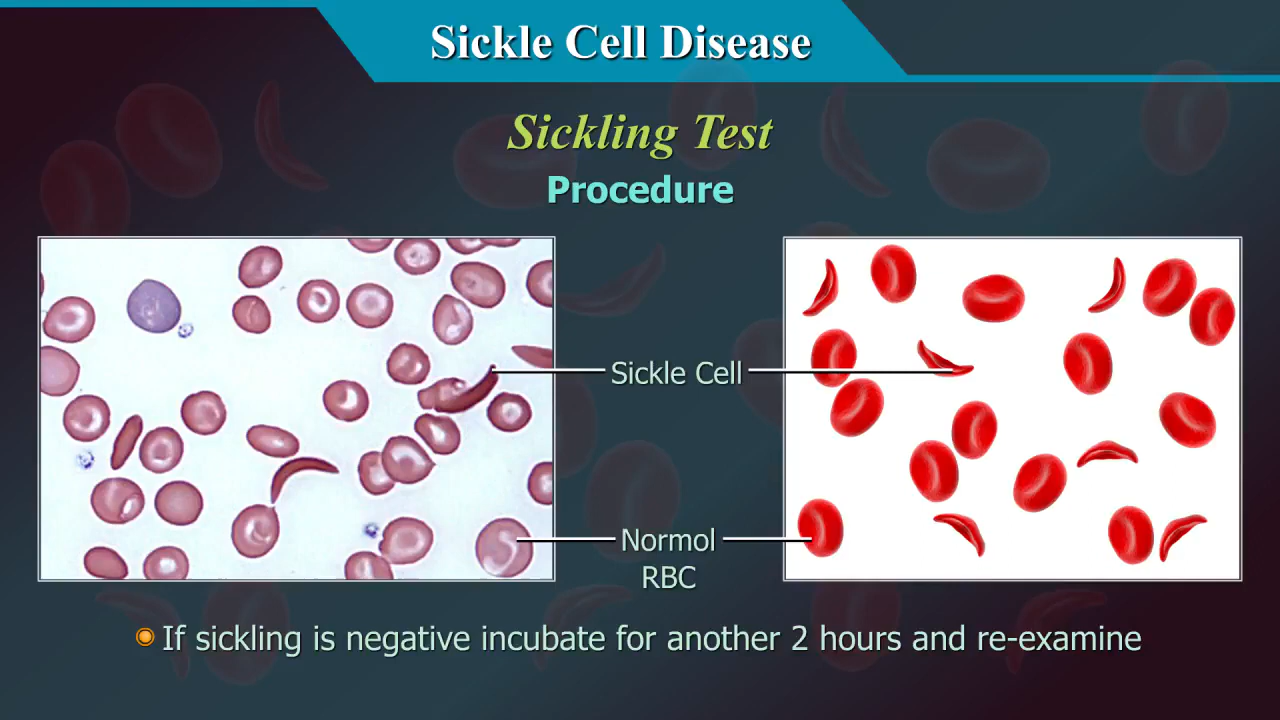 Sickle Cell Disease
Sickling Test
Procedure
Sickle Cell
Normol
RBC
If sickling is negative incubate for another 2 hours and re-examine